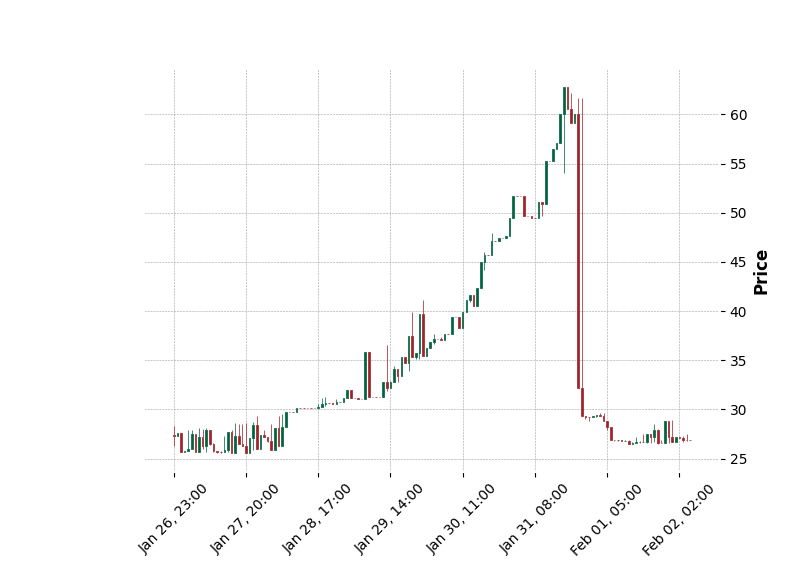 60
55
50
45
40
35
30
25
Price
Jan 26, 23:00
Jan 27, 20:00
Jan 28, 17:00
Jan 29, 14:00
Jan 30, 11:00
Jan 31, 08:00
Feb 01, 05:00
Feb 02, 02:00